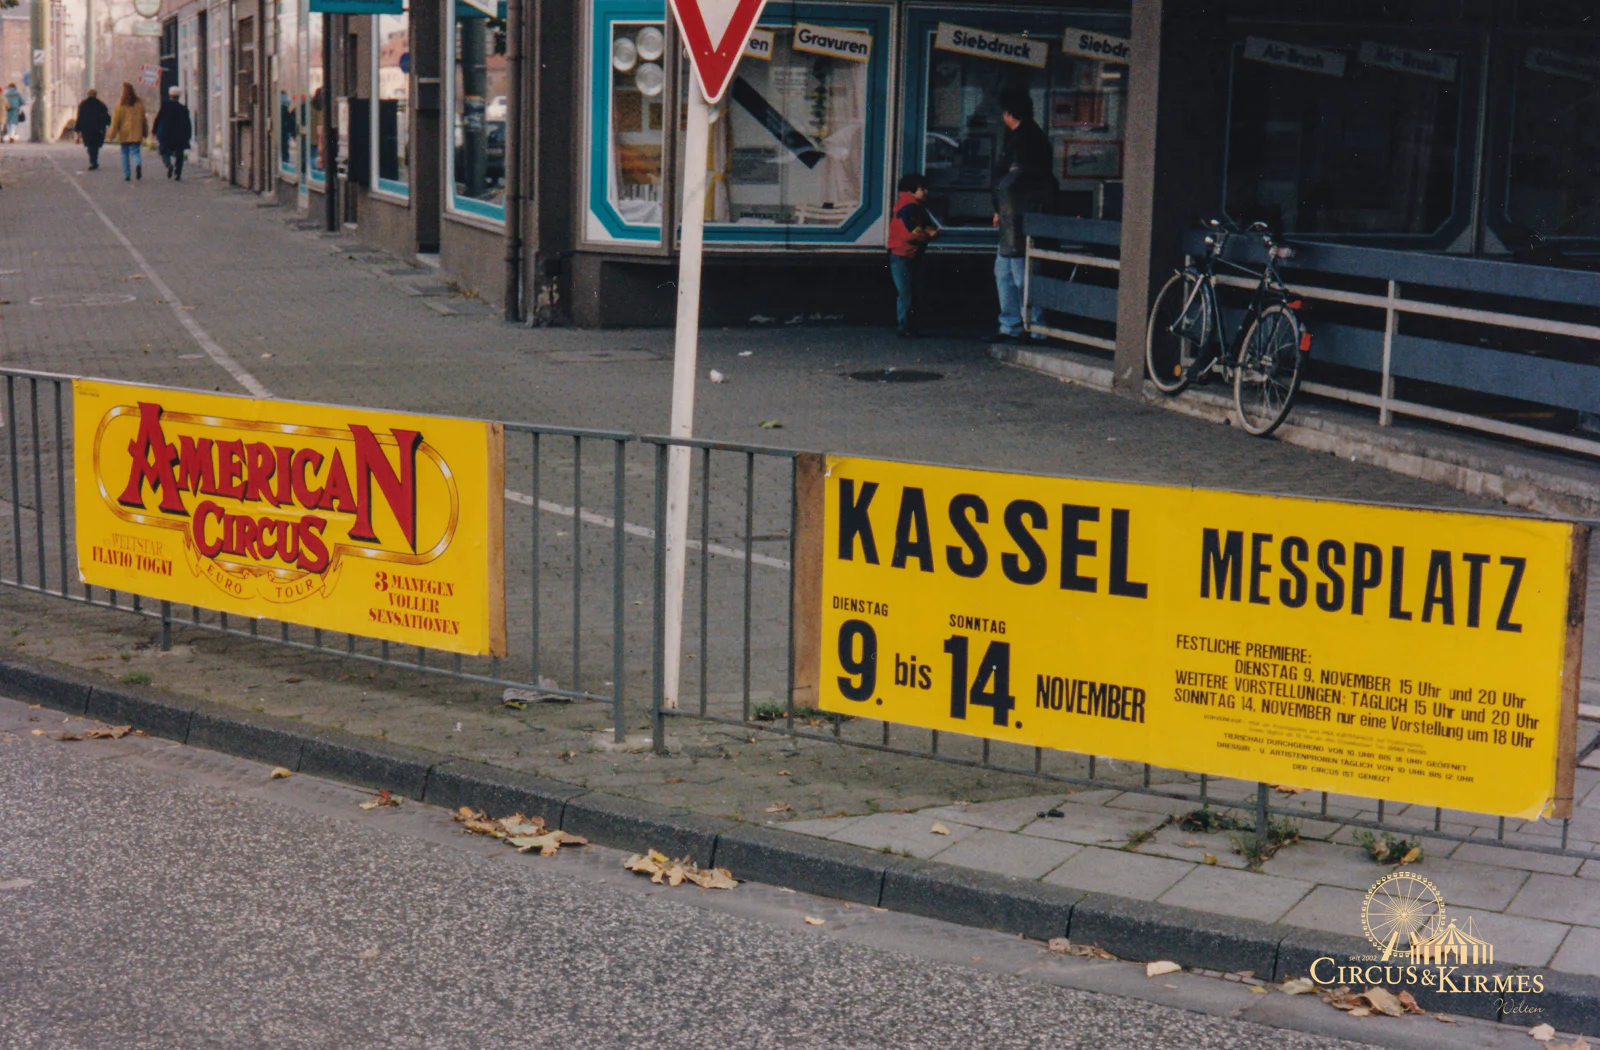 Gravuren
Siebdruck
Siebdr
Air-Brush
Air-Brush
AMERICAN
CIRCUS
EURO TOUR
WELTSTAR
FLAVIO TOGNI
3 MANEGEN
VOLLER
SENSATIONEN
KASSEL MESSPLATZ
DIENSTAG SONNTAG
9. bis 14. NOVEMBER
FESTLICHE PREMIERE:
DIENSTAG 9. NOVEMBER 15 Uhr und 20 Uhr
WEITERE VORSTELLUNGEN: TÄGLICH 15 Uhr und 20 Uhr
SONNTAG 14. NOVEMBER nur eine Vorstellung um 18 Uhr
TIERSCHAU DURCHGEHEND VON 10 UHR BIS 18 UHR GEÖFFNET
DRESSUR- U. ARTISTENPROBEN TÄGLICH VON 10 UHR BIS 12 UHR
DER CIRCUS IST GEHEIZT
seit 2002
CIRCUS&KIRMES
Welten